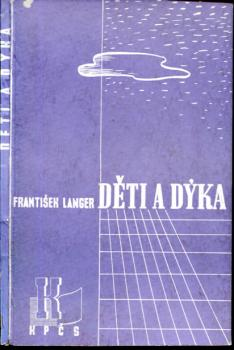 DĚTI A DÝKA
FRANTIŠEK LANGER DĚTI A DÝKA
K
KPČS